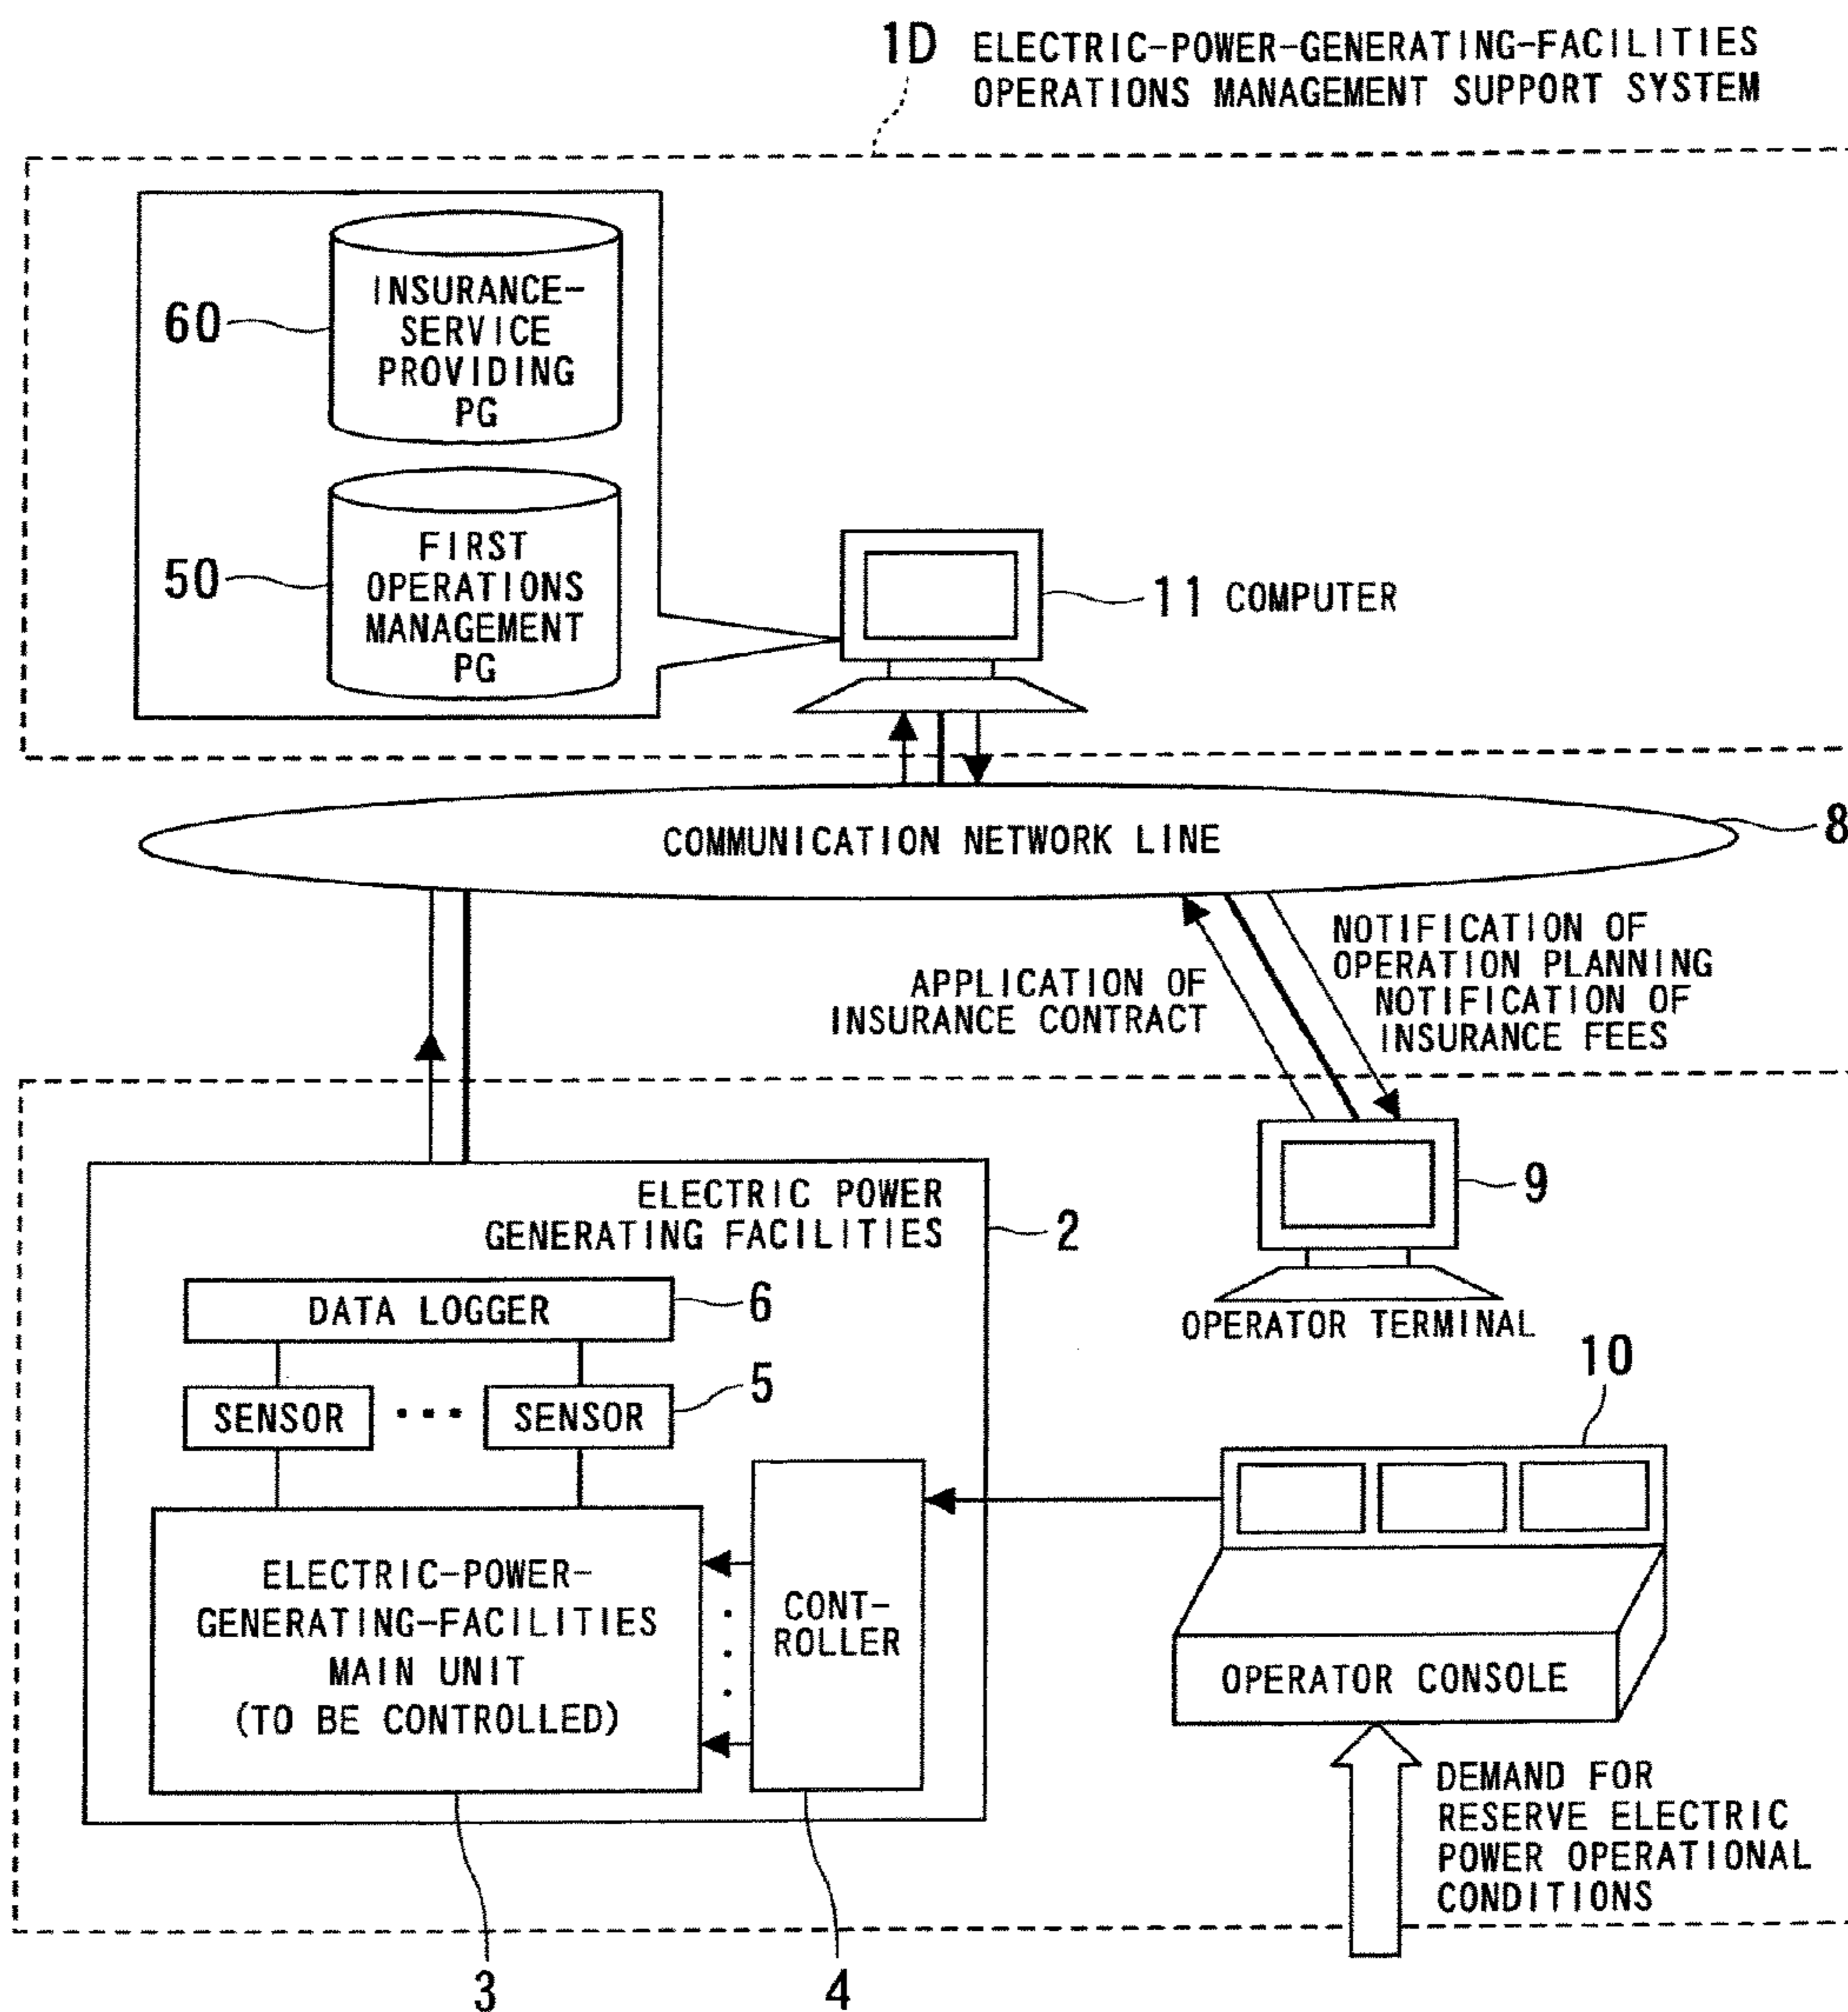 1D ELECTRIC-POWER-GENERATING-FACILITIES
OPERATIONS MANAGEMENT SUPPORT SYSTEM
60
INSURANCE-
SERVICE
PROVIDING
PG
50
FIRST
OPERATIONS
MANAGEMENT
PG
11 COMPUTER
COMMUNICATION NETWORK LINE
8
APPLICATION OF
INSURANCE CONTRACT
NOTIFICATION OF
OPERATION PLANNING
NOTIFICATION OF
INSURANCE FEES
ELECTRIC POWER
GENERATING FACILITIES
2
9
OPERATOR TERMINAL
DATA LOGGER
6
SENSOR ... SENSOR
5
10
ELECTRIC-POWER-
GENERATING-FACILITIES
MAIN UNIT
(TO BE CONTROLLED)
CONT-
ROLLER
OPERATOR CONSOLE
DEMAND FOR
RESERVE ELECTRIC
POWER OPERATIONAL
CONDITIONS
3
4